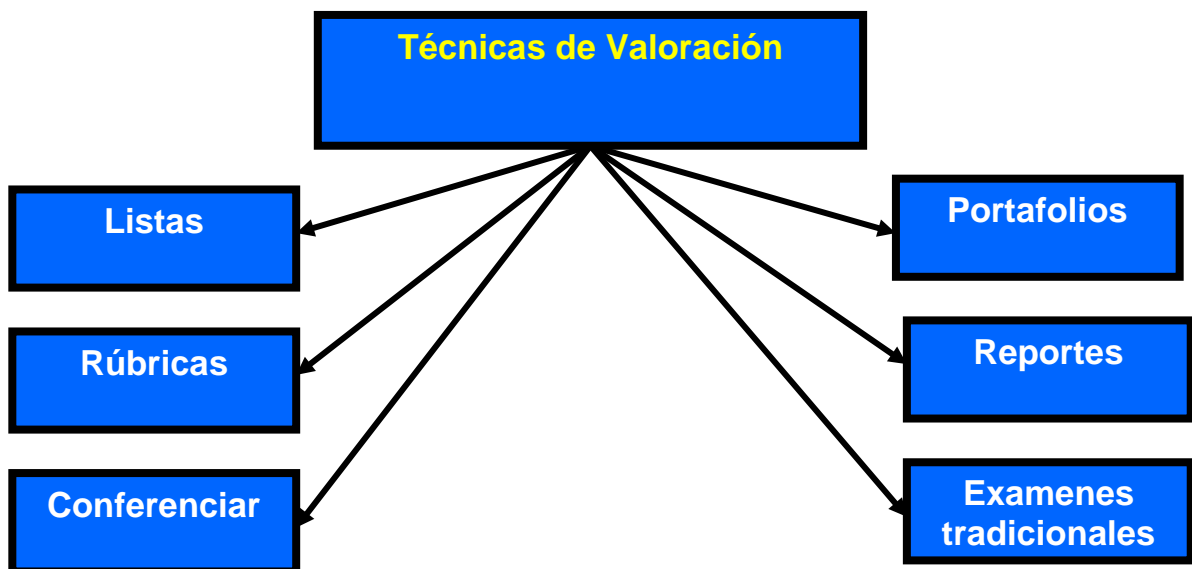 Técnicas de Valoración
Listas
Portafolios
Rúbricas
Reportes
Conferenciar
Examenes
tradicionales